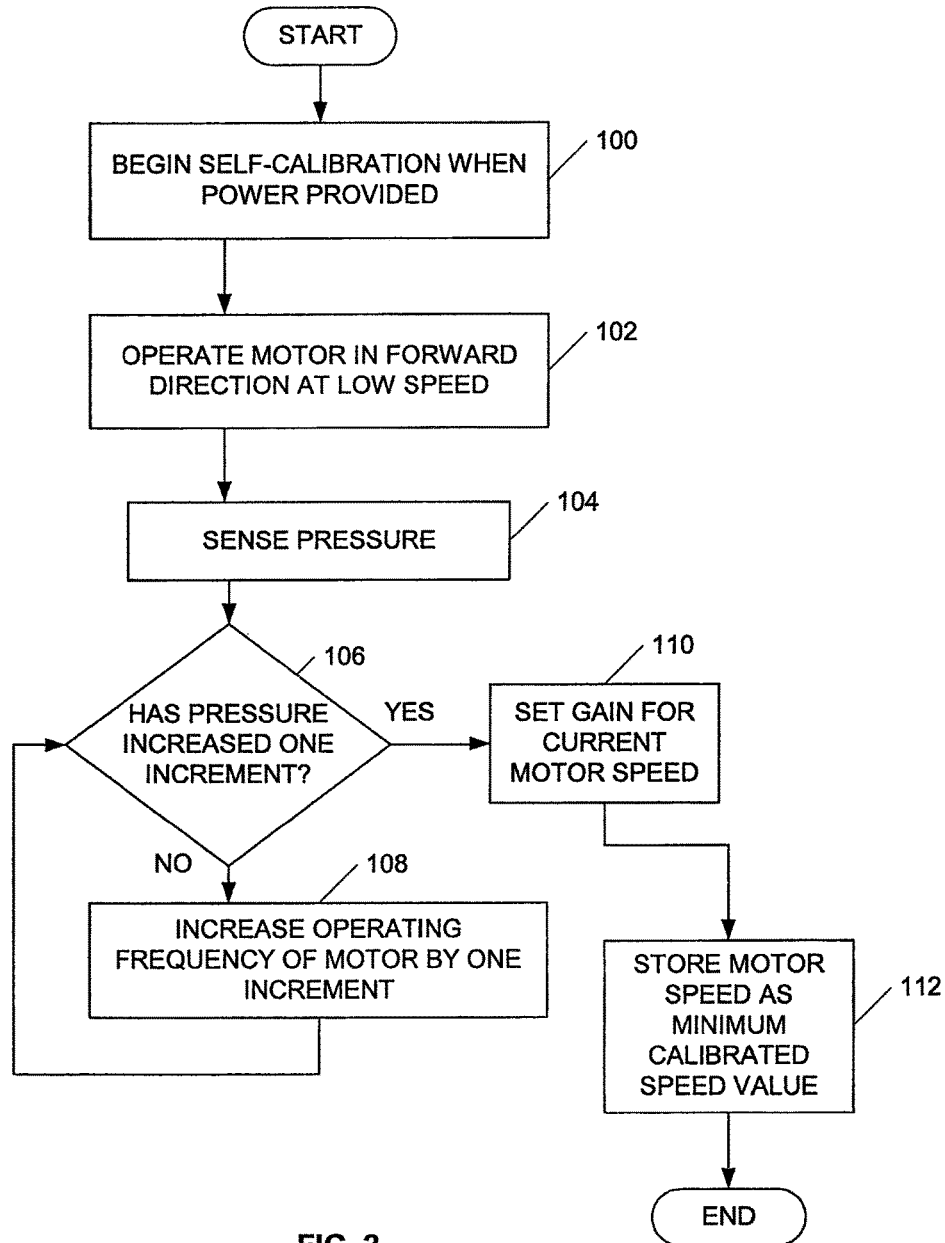 START
BEGIN SELF-CALIBRATION WHEN
POWER PROVIDED
100
OPERATE MOTOR IN FORWARD
DIRECTION AT LOW SPEED
102
SENSE PRESSURE
104
HAS PRESSURE
INCREASED ONE
INCREMENT?
106
YES
NO
SET GAIN FOR
CURRENT
MOTOR SPEED
110
INCREASE OPERATING
FREQUENCY OF MOTOR BY ONE
INCREMENT
108
STORE MOTOR
SPEED AS
MINIMUM
CALIBRATED
SPEED VALUE
112
END